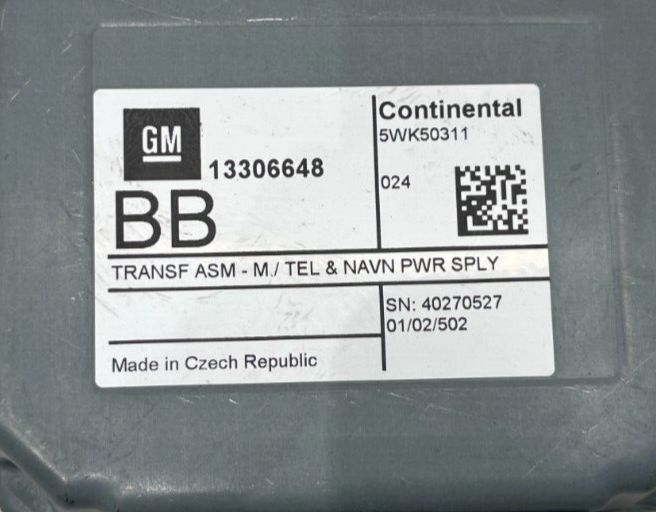 GM
13306648
BB
Continental
5WK50311
024
TRANSF ASM - M./ TEL & NAVN PWR SPLY
SN: 40270527
01/02/502
Made in Czech Republic